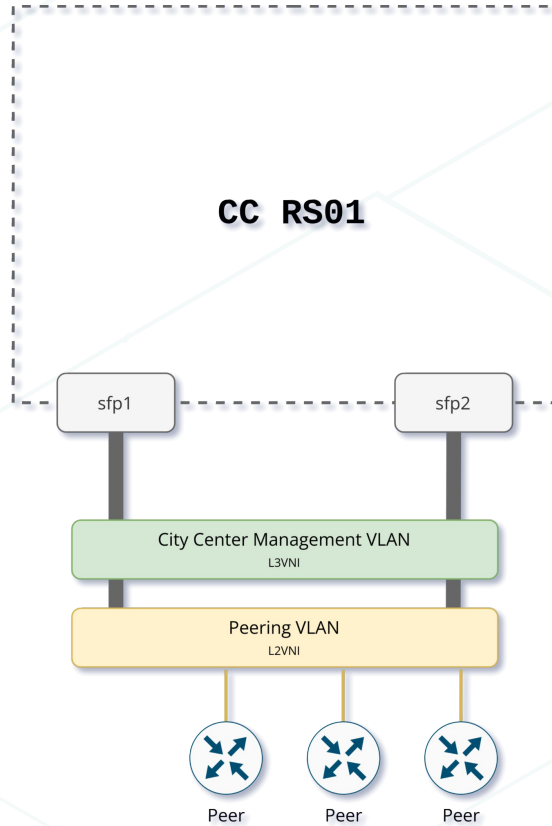 CC RS01
sfp1
sfp2
City Center Management VLAN
L3VNI
Peering VLAN
L2VNI
Peer
Peer
Peer